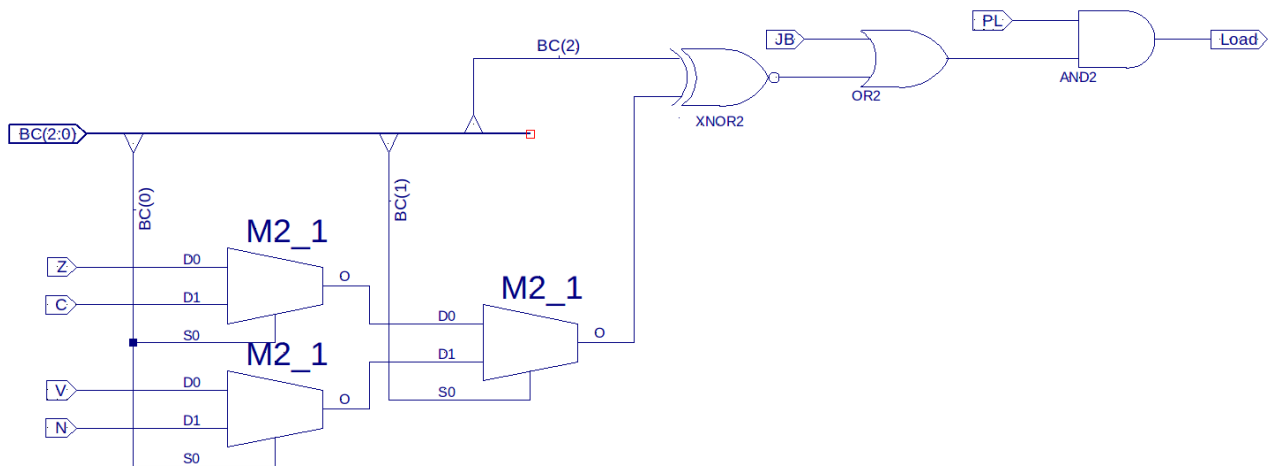 PL
Load
AND2
JB
OR2
BC(2)
XNOR2
BC(2:0)
BC(0)
BC(1)
M2_1
Z
D0
O
C
D1
S0
M2_1
D0
O
D1
S0
M2_1
V
D0
O
N
D1
S0